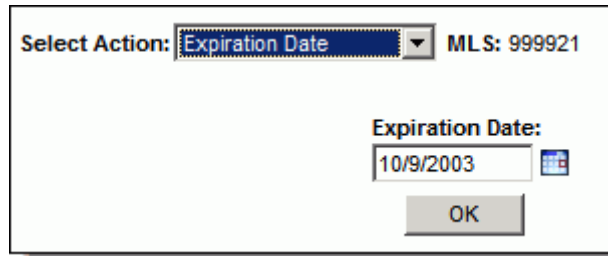 Select Action: Expiration Date MLS: 999921
Expiration Date:
10/9/2003
OK